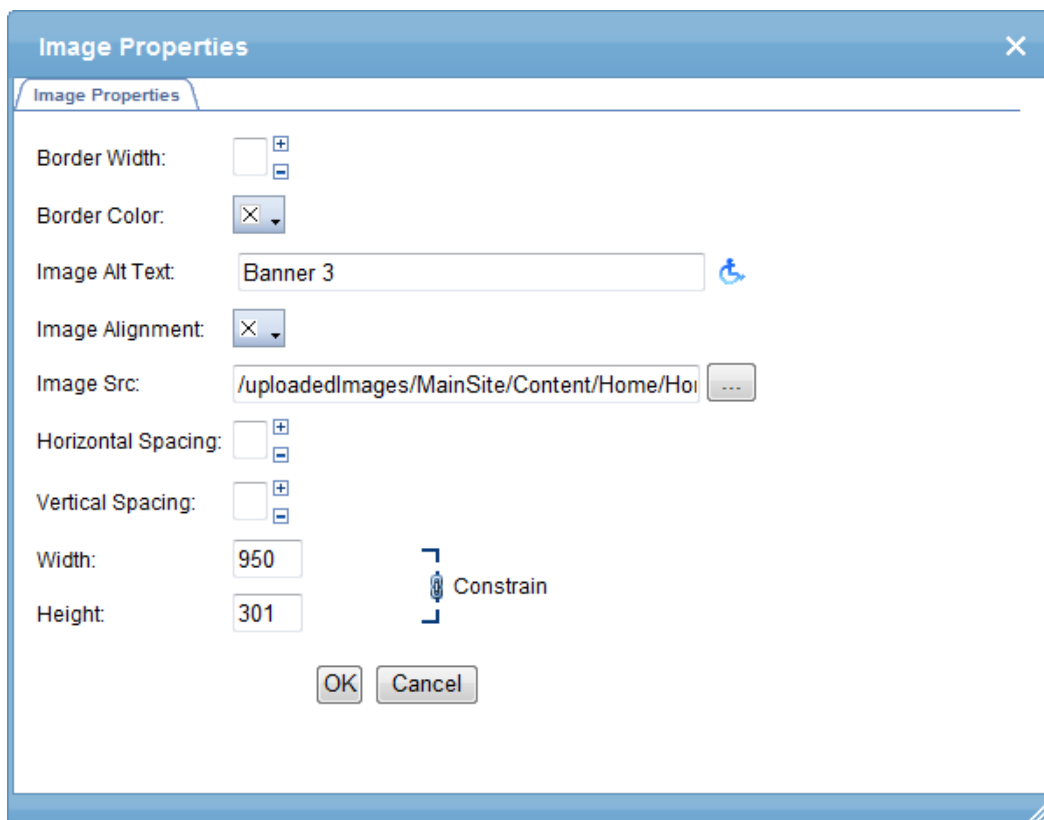 Image Properties
Image Properties
Border Width:
Border Color:
Image Alt Text: Banner 3
Image Alignment:
Image Src: /uploadedImages/MainSite/Content/Home/Ho ...
Horizontal Spacing:
Vertical Spacing:
Width: 950
Constrain
Height: 301
OK Cancel